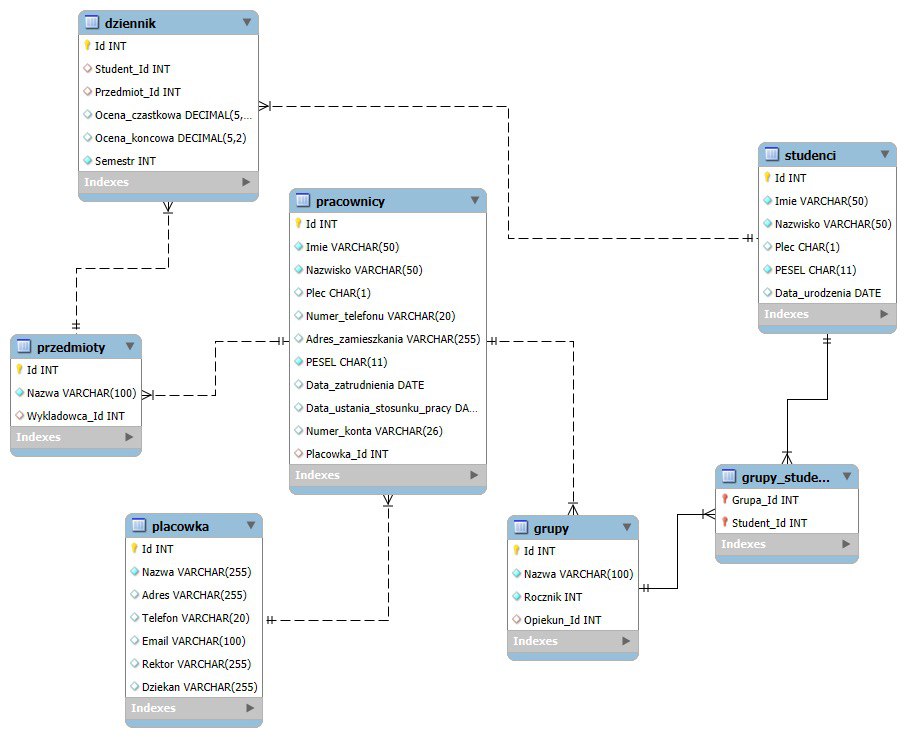 dziennik
Id INT
Student_Id INT
Przedmiot_Id INT
Ocena_czastkowa DECIMAL(5,...
Ocena_koncowa DECIMAL(5,2)
Semestr INT
Indexes
studenci
Id INT
Imie VARCHAR(50)
Nazwisko VARCHAR(50)
Plec CHAR(1)
PESEL CHAR(11)
Data_urodzenia DATE
Indexes
pracownicy
Id INT
Imie VARCHAR(50)
Nazwisko VARCHAR(50)
Plec CHAR(1)
Numer_telefonu VARCHAR(20)
Adres_zamieszkania VARCHAR(255)
PESEL CHAR(11)
Data_zatrudnienia DATE
Data_ustania_stosunku_pracy DA...
Numer_konta VARCHAR(26)
Placowka_Id INT
Indexes
przedmioty
Id INT
Nazwa VARCHAR(100)
Wykladowca_Id INT
Indexes
grupy_stude...
Grupa_Id INT
Student_Id INT
Indexes
placowka
Id INT
Nazwa VARCHAR(255)
Adres VARCHAR(255)
Telefon VARCHAR(20)
Email VARCHAR(100)
Rektor VARCHAR(255)
Dziekan VARCHAR(255)
Indexes
grupy
Id INT
Nazwa VARCHAR(100)
Rocznik INT
Opiekun_Id INT
Indexes